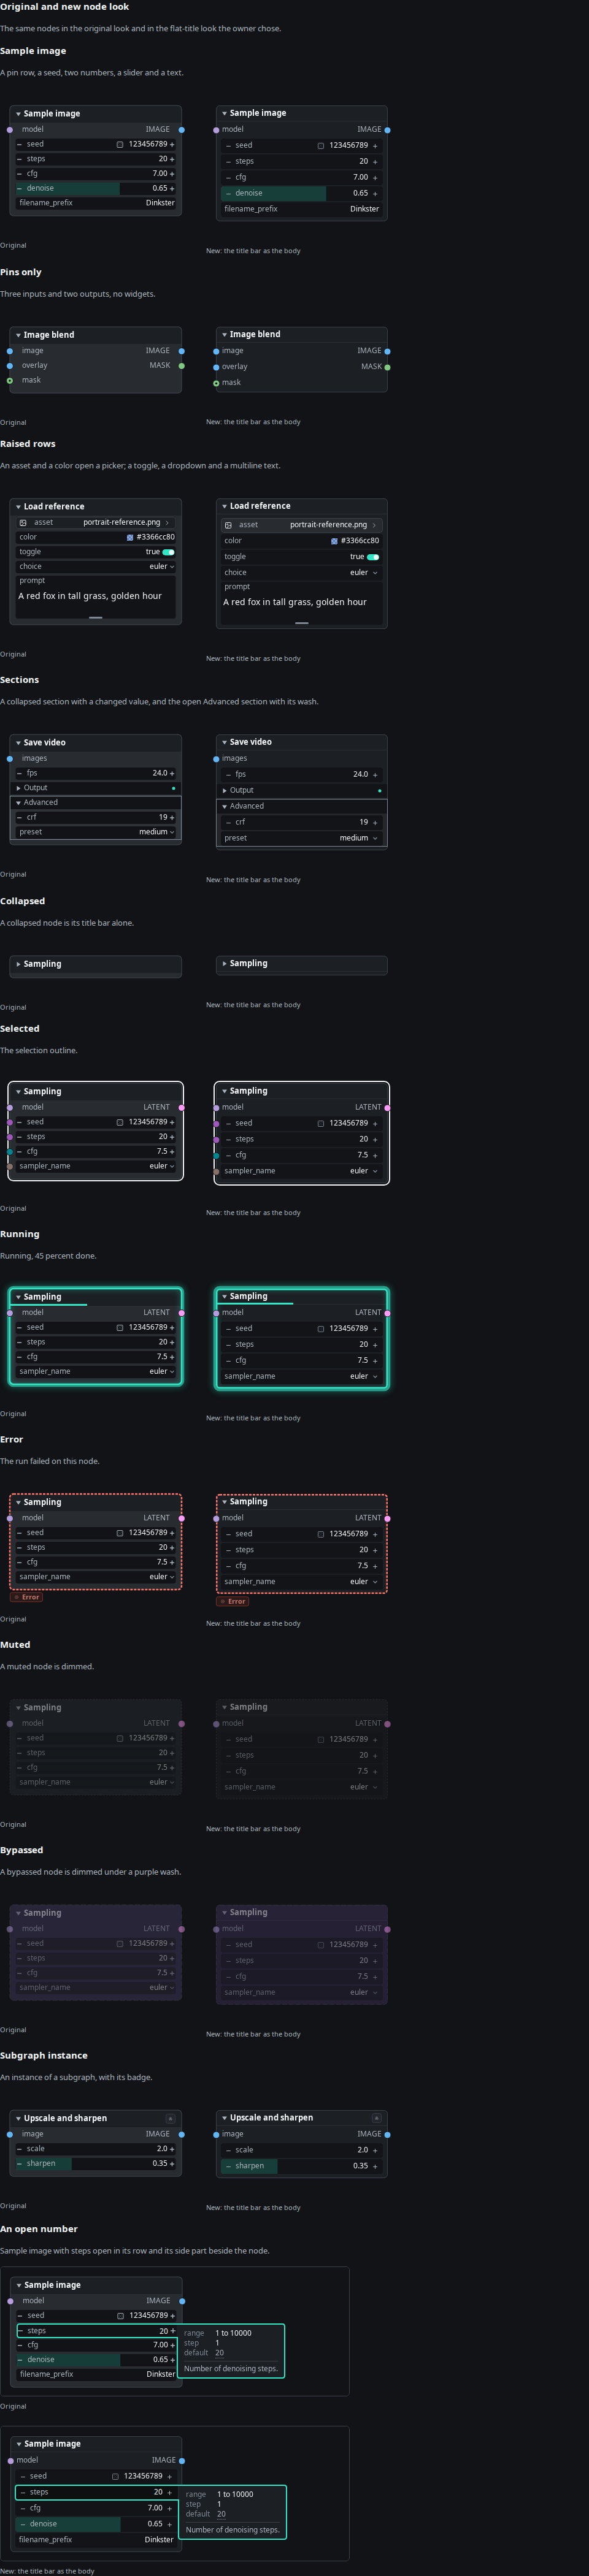 Original and new node look
The same nodes in the original look and in the flat-title look the owner chose.
Sample image
A pin row, a seed, two numbers, a slider and a text.
Sample image
model IMAGE
seed 123456789 +
steps 20 +
cfg 7.00 +
denoise 0.65 +
filename_prefix Dinkster
Original
Sample image
model IMAGE
seed 123456789 +
steps 20 +
cfg 7.00 +
denoise 0.65 +
filename_prefix Dinkster
New: the title bar as the body
Pins only
Three inputs and two outputs, no widgets.
Image blend
image IMAGE
overlay MASK
mask
Original
Image blend
image IMAGE
overlay MASK
mask
New: the title bar as the body
Raised rows
An asset and a color open a picker; a toggle, a dropdown and a multiline text.
Load reference
asset portrait-reference.png
color #3366cc80
toggle true
choice euler
prompt
A red fox in tall grass, golden hour
Original
Load reference
asset portrait-reference.png
color #3366cc80
toggle true
choice euler
prompt
A red fox in tall grass, golden hour
New: the title bar as the body
Sections
A collapsed section with a changed value, and the open Advanced section with its wash.
Save video
images
fps 24.0 +
Output
Advanced
crf 19 +
preset medium
Original
Save video
images
fps 24.0 +
Output
Advanced
crf 19 +
preset medium
New: the title bar as the body
Collapsed
A collapsed node is its title bar alone.
Sampling
Original
Sampling
New: the title bar as the body
Selected
The selection outline.
Sampling
model LATENT
seed 123456789 +
steps 20 +
cfg 7.5 +
sampler_name euler
Original
Sampling
model LATENT
seed 123456789 +
steps 20 +
cfg 7.5 +
sampler_name euler
New: the title bar as the body
Running
Running, 45 percent done.
Sampling
model LATENT
seed 123456789 +
steps 20 +
cfg 7.5 +
sampler_name euler
Original
Sampling
model LATENT
seed 123456789 +
steps 20 +
cfg 7.5 +
sampler_name euler
New: the title bar as the body
Error
The run failed on this node.
Sampling
model LATENT
seed 123456789 +
steps 20 +
cfg 7.5 +
sampler_name euler
Error
Original
Sampling
model LATENT
seed 123456789 +
steps 20 +
cfg 7.5 +
sampler_name euler
Error
New: the title bar as the body
Muted
A muted node is dimmed.
Sampling
model LATENT
seed 123456789 +
steps 20 +
cfg 7.5 +
sampler_name euler
Original
Sampling
model LATENT
seed 123456789 +
steps 20 +
cfg 7.5 +
sampler_name euler
New: the title bar as the body
Bypassed
A bypassed node is dimmed under a purple wash.
Sampling
model LATENT
seed 123456789 +
steps 20 +
cfg 7.5 +
sampler_name euler
Original
Sampling
model LATENT
seed 123456789 +
steps 20 +
cfg 7.5 +
sampler_name euler
New: the title bar as the body
Subgraph instance
An instance of a subgraph, with its badge.
Upscale and sharpen
image IMAGE
scale 2.0 +
sharpen 0.35 +
Original
Upscale and sharpen
image IMAGE
scale 2.0 +
sharpen 0.35 +
New: the title bar as the body
An open number
Sample image with steps open in its row and its side part beside the node.
Sample image
model IMAGE
seed 123456789 +
steps 20 +
cfg 7.00 +
denoise 0.65 +
filename_prefix Dinkster
range 1 to 10000
step 1
default 20
Number of denoising steps.
Original
Sample image
model IMAGE
seed 123456789 +
steps 20 +
cfg 7.00 +
denoise 0.65 +
filename_prefix Dinkster
range 1 to 10000
step 1
default 20
Number of denoising steps.
New: the title bar as the body